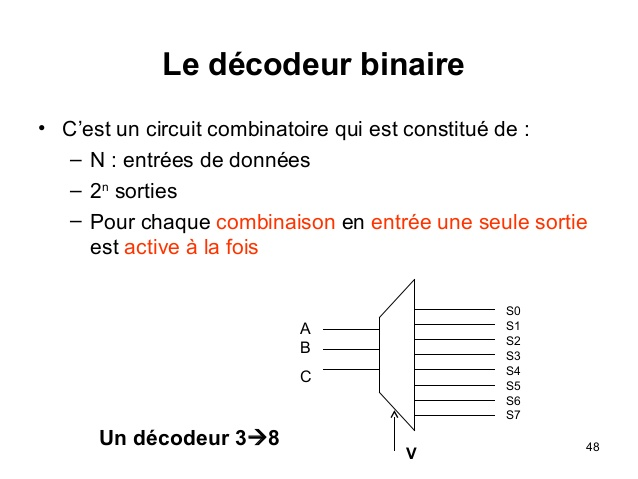 Le décodeur binaire
• C’est un circuit combinatoire qui est constitué de :
– N : entrées de données
– 2ⁿ sorties
– Pour chaque combinaison en entrée une seule sortie
est active à la fois
A
B
C
S0
S1
S2
S3
S4
S5
S6
S7
V
Un décodeur 3→8
48